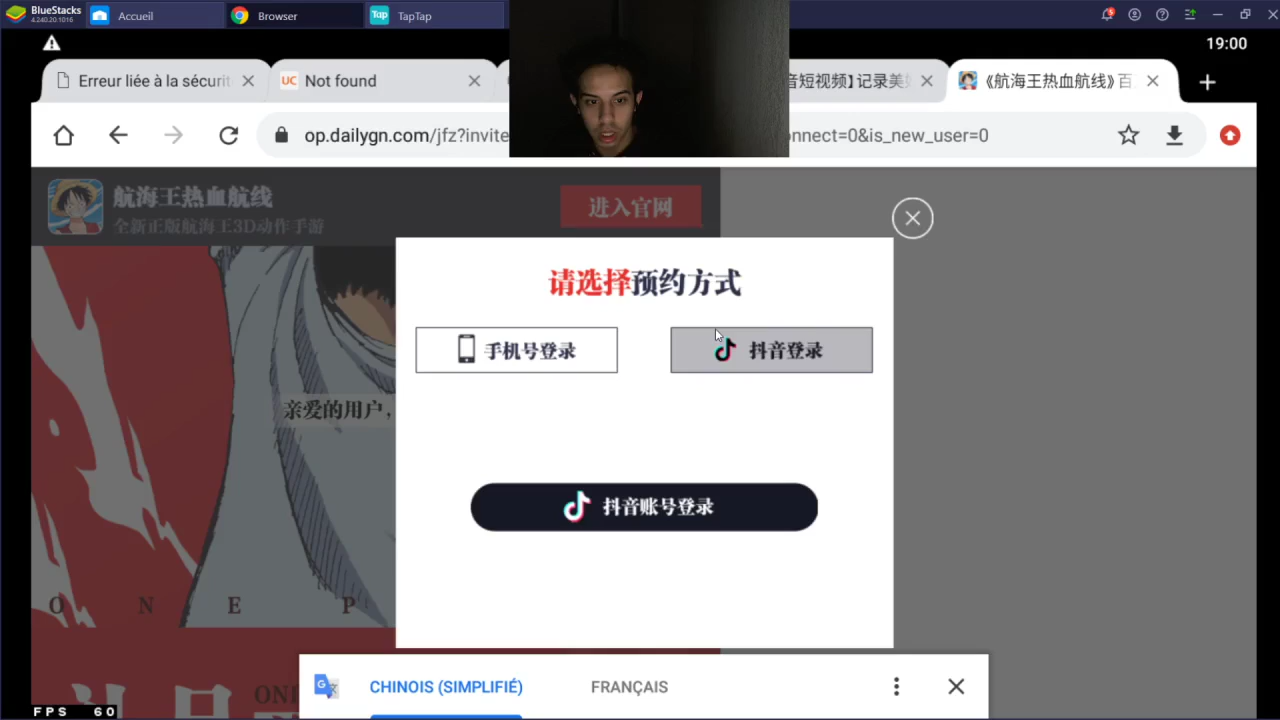 BlueStacks
4.240.20.1016
Accueil
Browser
Tap
TapTap
5
19:00
Erreur liée à la sécurit
UC
Not found
音短视频】记录美
《航海王热血航线》百
op.dailygn.com/jfz?invite
onnect=0&is_new_user=0
航海王热血航线
全新正版航海王3D动作手游
进入官网
请选择预约方式
手机号登录
抖音登录
亲爱的用户,
抖音账号登录
O N E P
CHINOIS (SIMPLIFIÉ)
FRANÇAIS
FPS 60